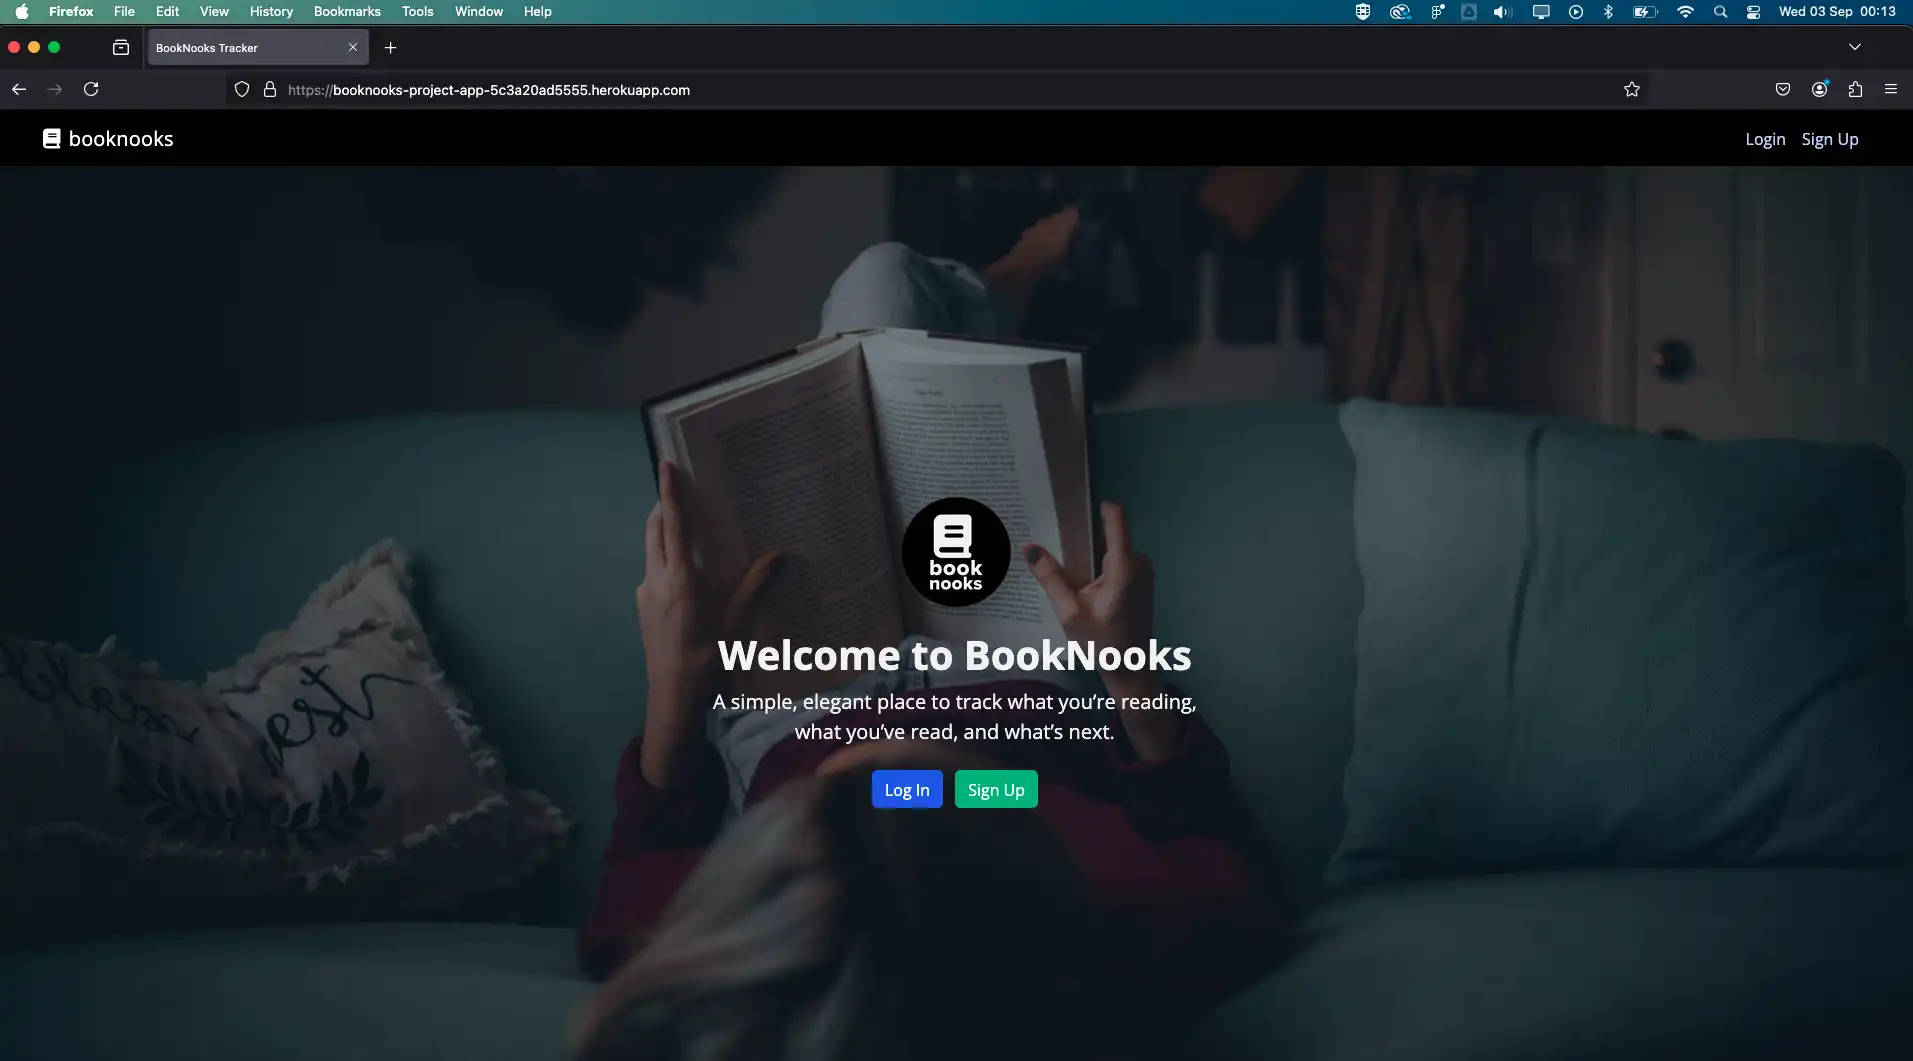 Firefox File Edit View History Bookmarks Tools Window Help Wed 03 Sep 00:13
BookNooks Tracker
https://booknooks-project-app-5c3a20ad5555.herokuapp.com
booknooks Login Sign Up
rest
book
nooks
Welcome to BookNooks
A simple, elegant place to track what you’re reading,
what you’ve read, and what’s next.
Log In Sign Up